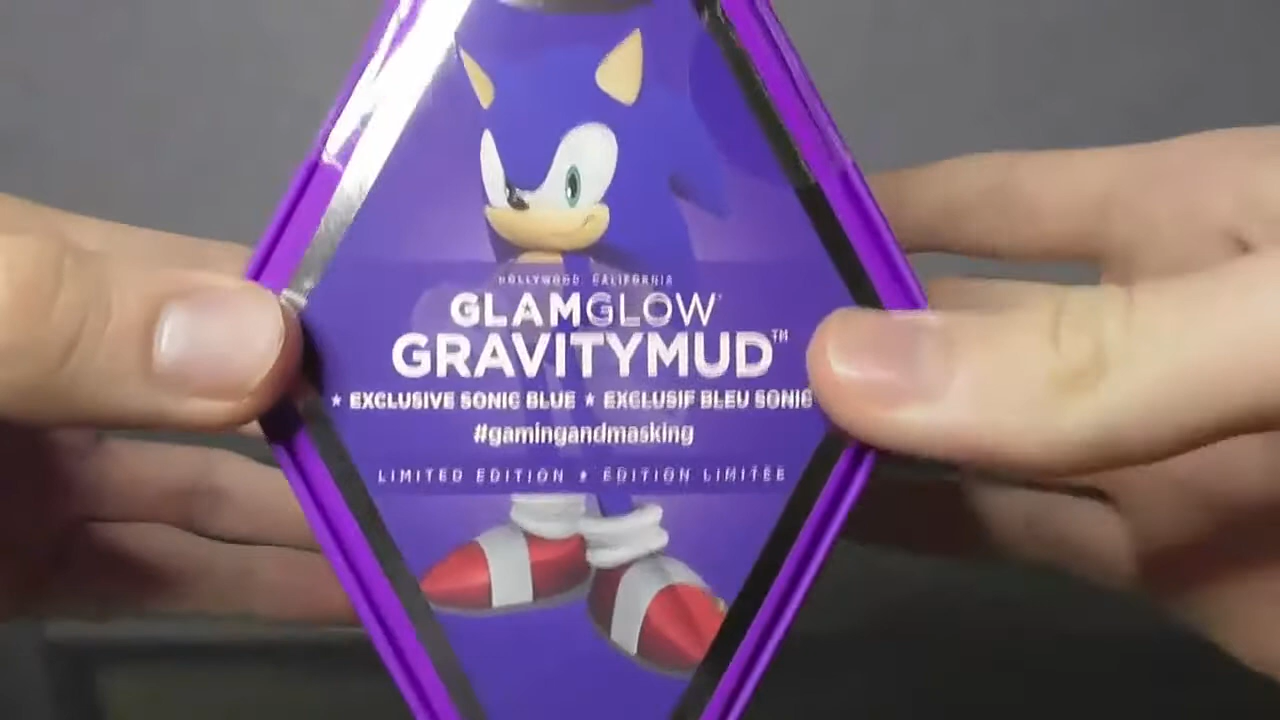 HOLLYWOOD, CALIFORNIA
GLAMGLOW®
GRAVITYMUD™
★ EXCLUSIVE SONIC BLUE ★ EXCLUSIF BLEU SONIC
#gamingandmasking
LIMITED EDITION ★ ÉDITION LIMITÉE